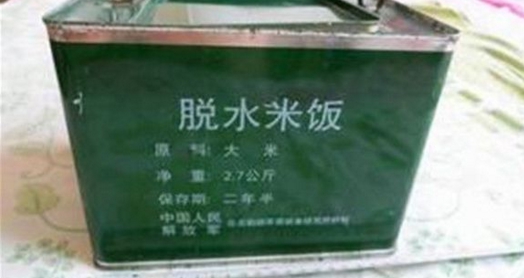 脱水米饭
原 料: 大 米
净 重: 2.7公斤
保存期: 二年半
中国人民
解放军